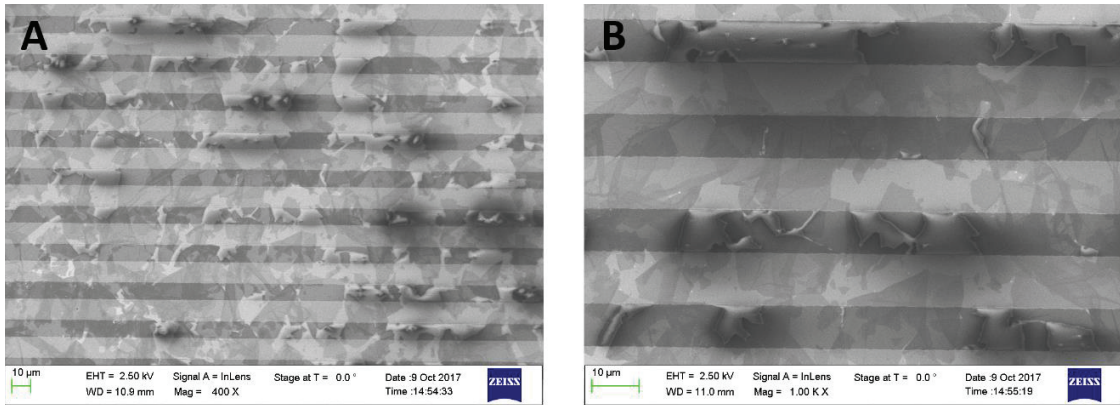 A
B
10 µm
EHT = 2.50 kV
Signal A = InLens
Stage at T = 0.0 °
Date :9 Oct 2017
WD = 10.9 mm
Mag = 400 X
Time :14:54:33
ZEISS
10 µm
EHT = 2.50 kV
Signal A = InLens
Stage at T = 0.0 °
Date :9 Oct 2017
WD = 11.0 mm
Mag = 1.00 K X
Time :14:55:19
ZEISS